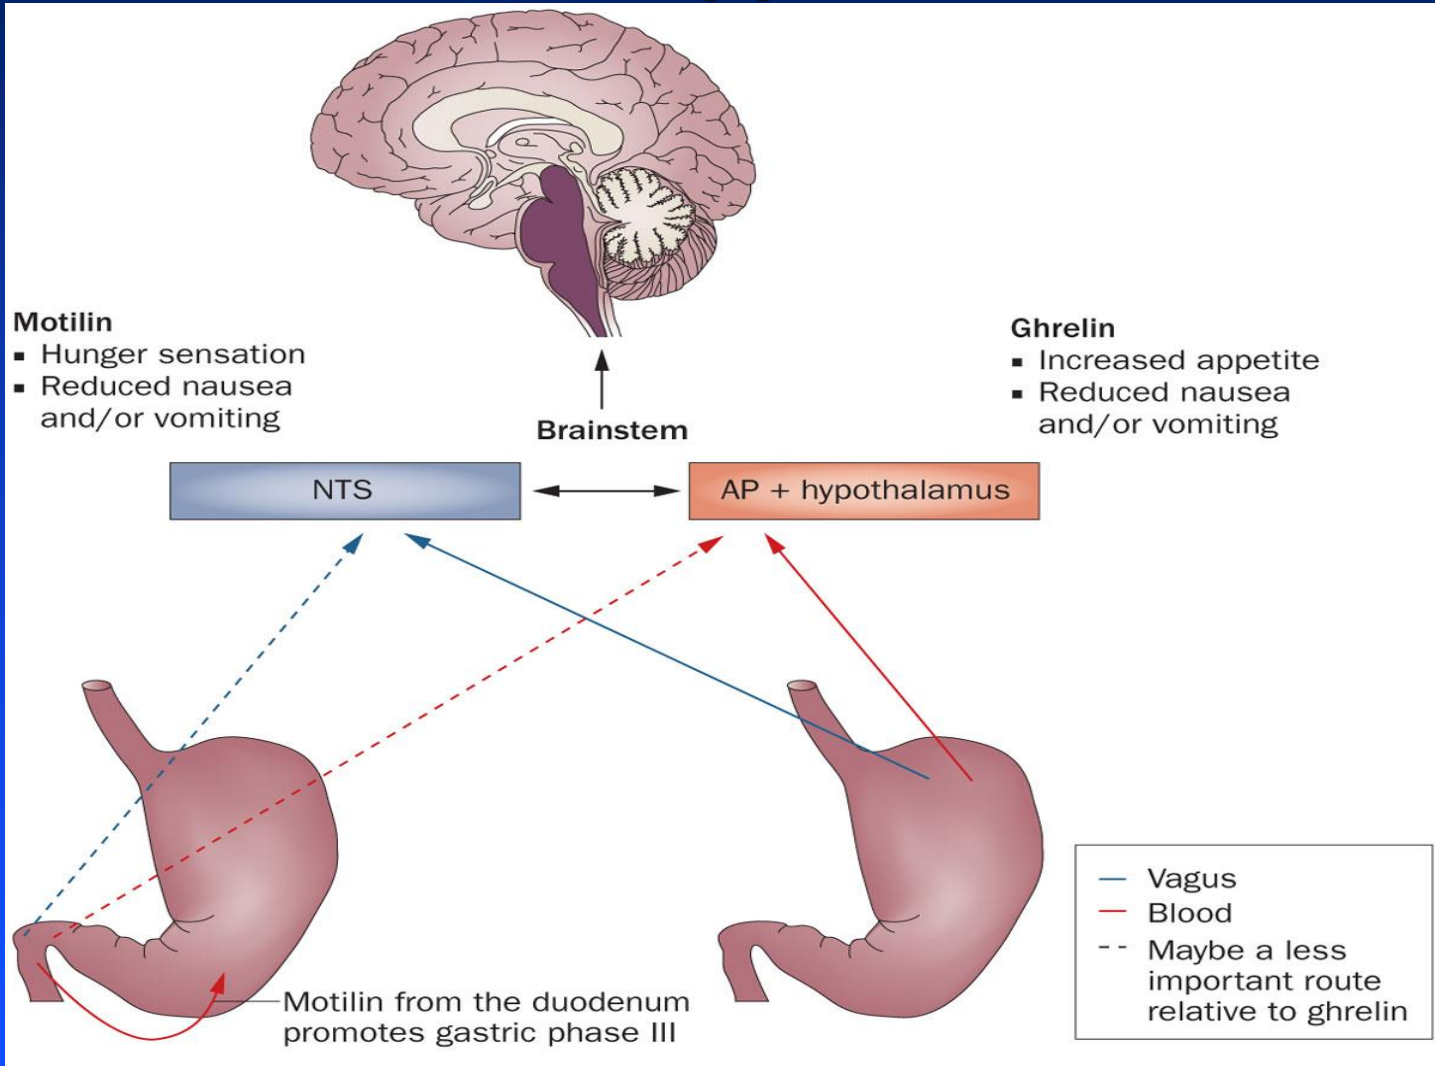 Motilin
▪ Hunger sensation
▪ Reduced nausea
and/or vomiting
Ghrelin
▪ Increased appetite
▪ Reduced nausea
and/or vomiting
Brainstem
NTS
AP + hypothalamus
Motilin from the duodenum
promotes gastric phase III
Vagus
Blood
Maybe a less
important route
relative to ghrelin